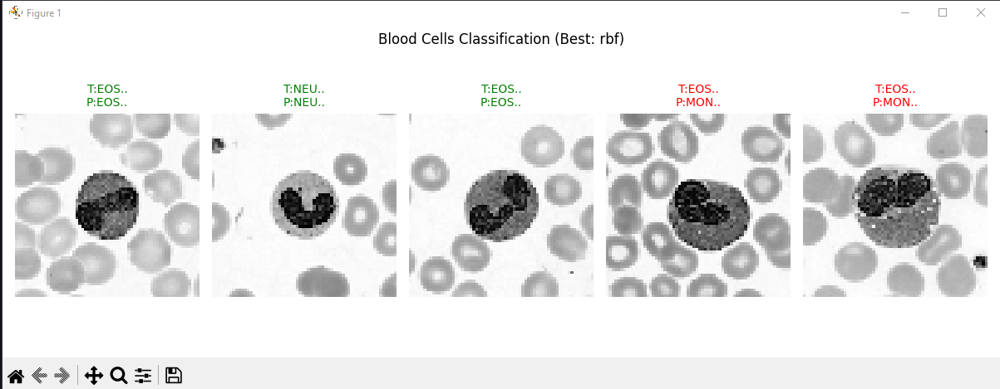 Figure 1
Blood Cells Classification (Best: rbf)
T:EOS..
P:EOS..
T:NEU..
P:NEU..
T:EOS..
P:EOS..
T:EOS..
P:MON..
T:EOS..
P:MON..